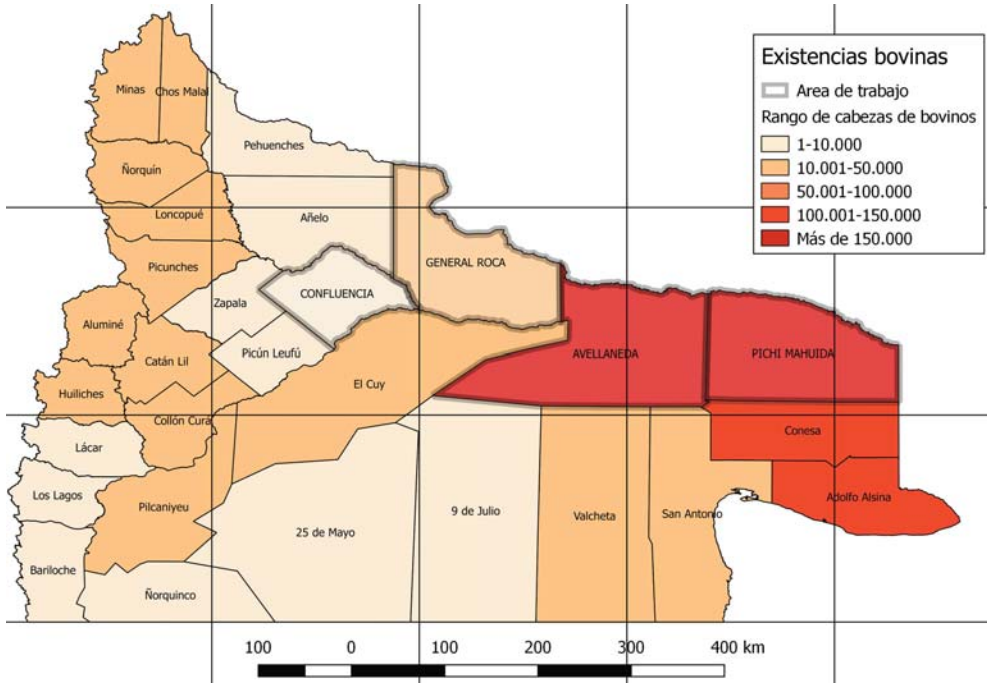 Existencias bovinas
Area de trabajo
Rango de cabezas de bovinos
1-10.000
10.001-50.000
50.001-100.000
100.001-150.000
Más de 150.000
Minas
Chos Malal
Pehuenches
Ñorquín
Loncopué
Añelo
GENERAL ROCA
Picunches
CONFLUENCIA
Zapala
Aluminé
Picún Leufú
Catán Lil
AVELLANEDA
PICHI MAHUIDA
El Cuy
Huiliches
Collón Curá
Conesa
Lácar
Los Lagos
Adolfo Alsina
Pilcaniyeu
9 de Julio
Valcheta
San Antonio
25 de Mayo
Bariloche
Ñorquinco
100 0 100 200 300 400 km